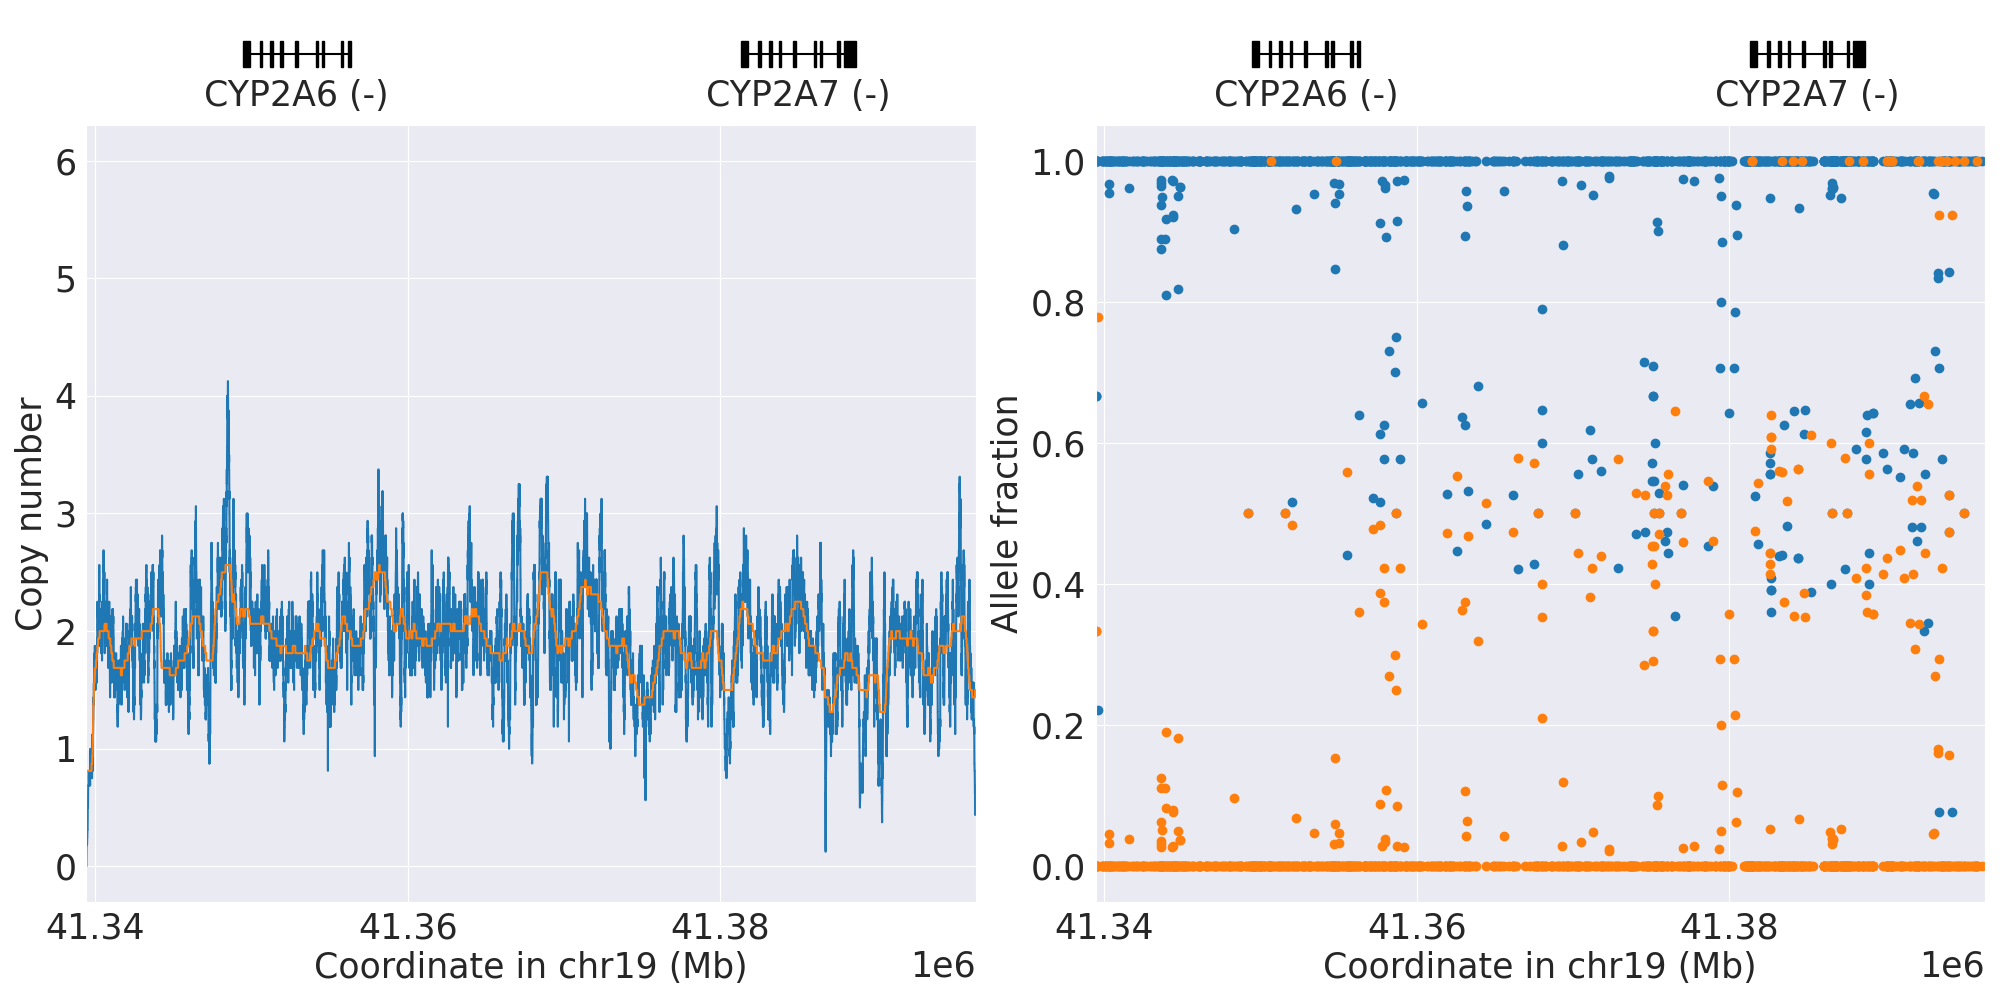 CYP2A6 (-)
CYP2A7 (-)
Copy number
6
5
4
3
2
1
0
41.34
41.36
41.38
Coordinate in chr19 (Mb)
1e6
CYP2A6 (-)
CYP2A7 (-)
Allele fraction
1.0
0.8
0.6
0.4
0.2
0.0
41.34
41.36
41.38
Coordinate in chr19 (Mb)
1e6